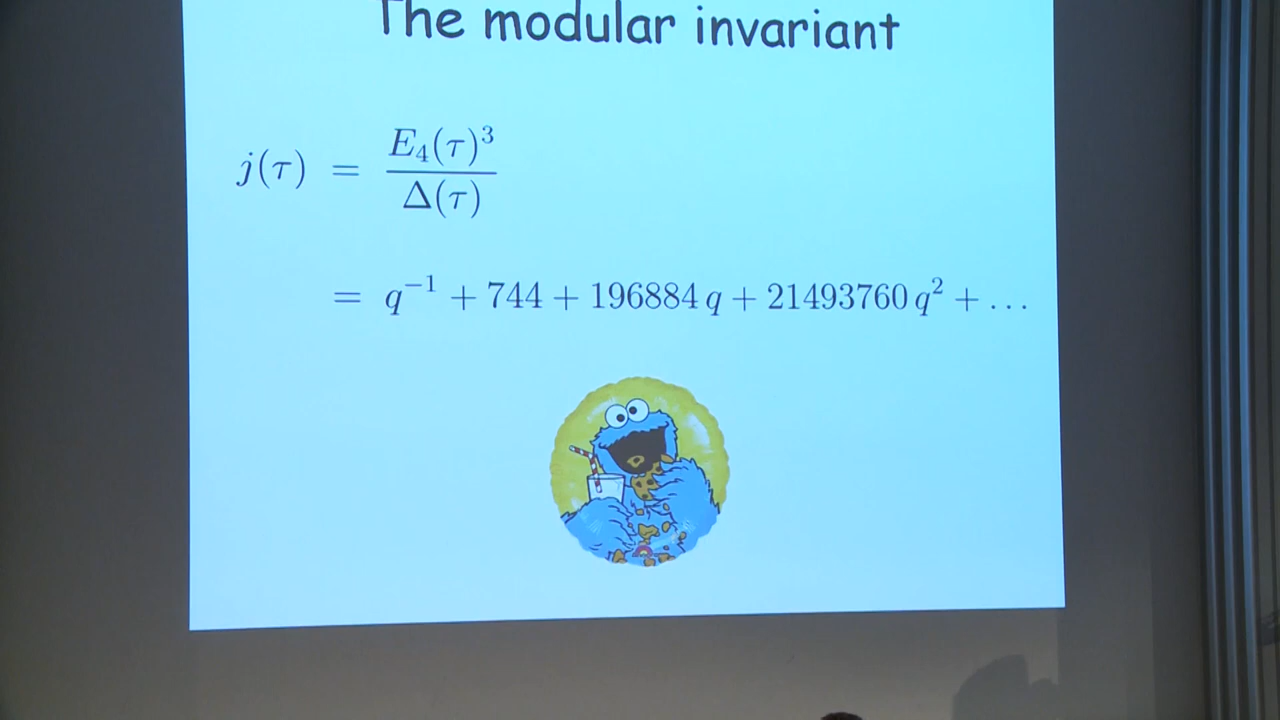 The modular invariant
j(τ) = E₄(τ)³ / Δ(τ)
= q⁻¹ + 744 + 196884 q + 21493760 q² + ...